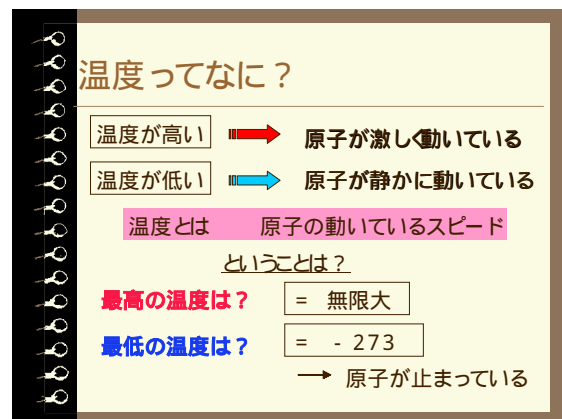 温度ってなに？
温度が高い 原子が激しく動いている
温度が低い 原子が静かに動いている
温度とは 原子の動いているスピード
ということは？
最高の温度は？ = 無限大
最低の温度は？ = - 273
原子が止まっている